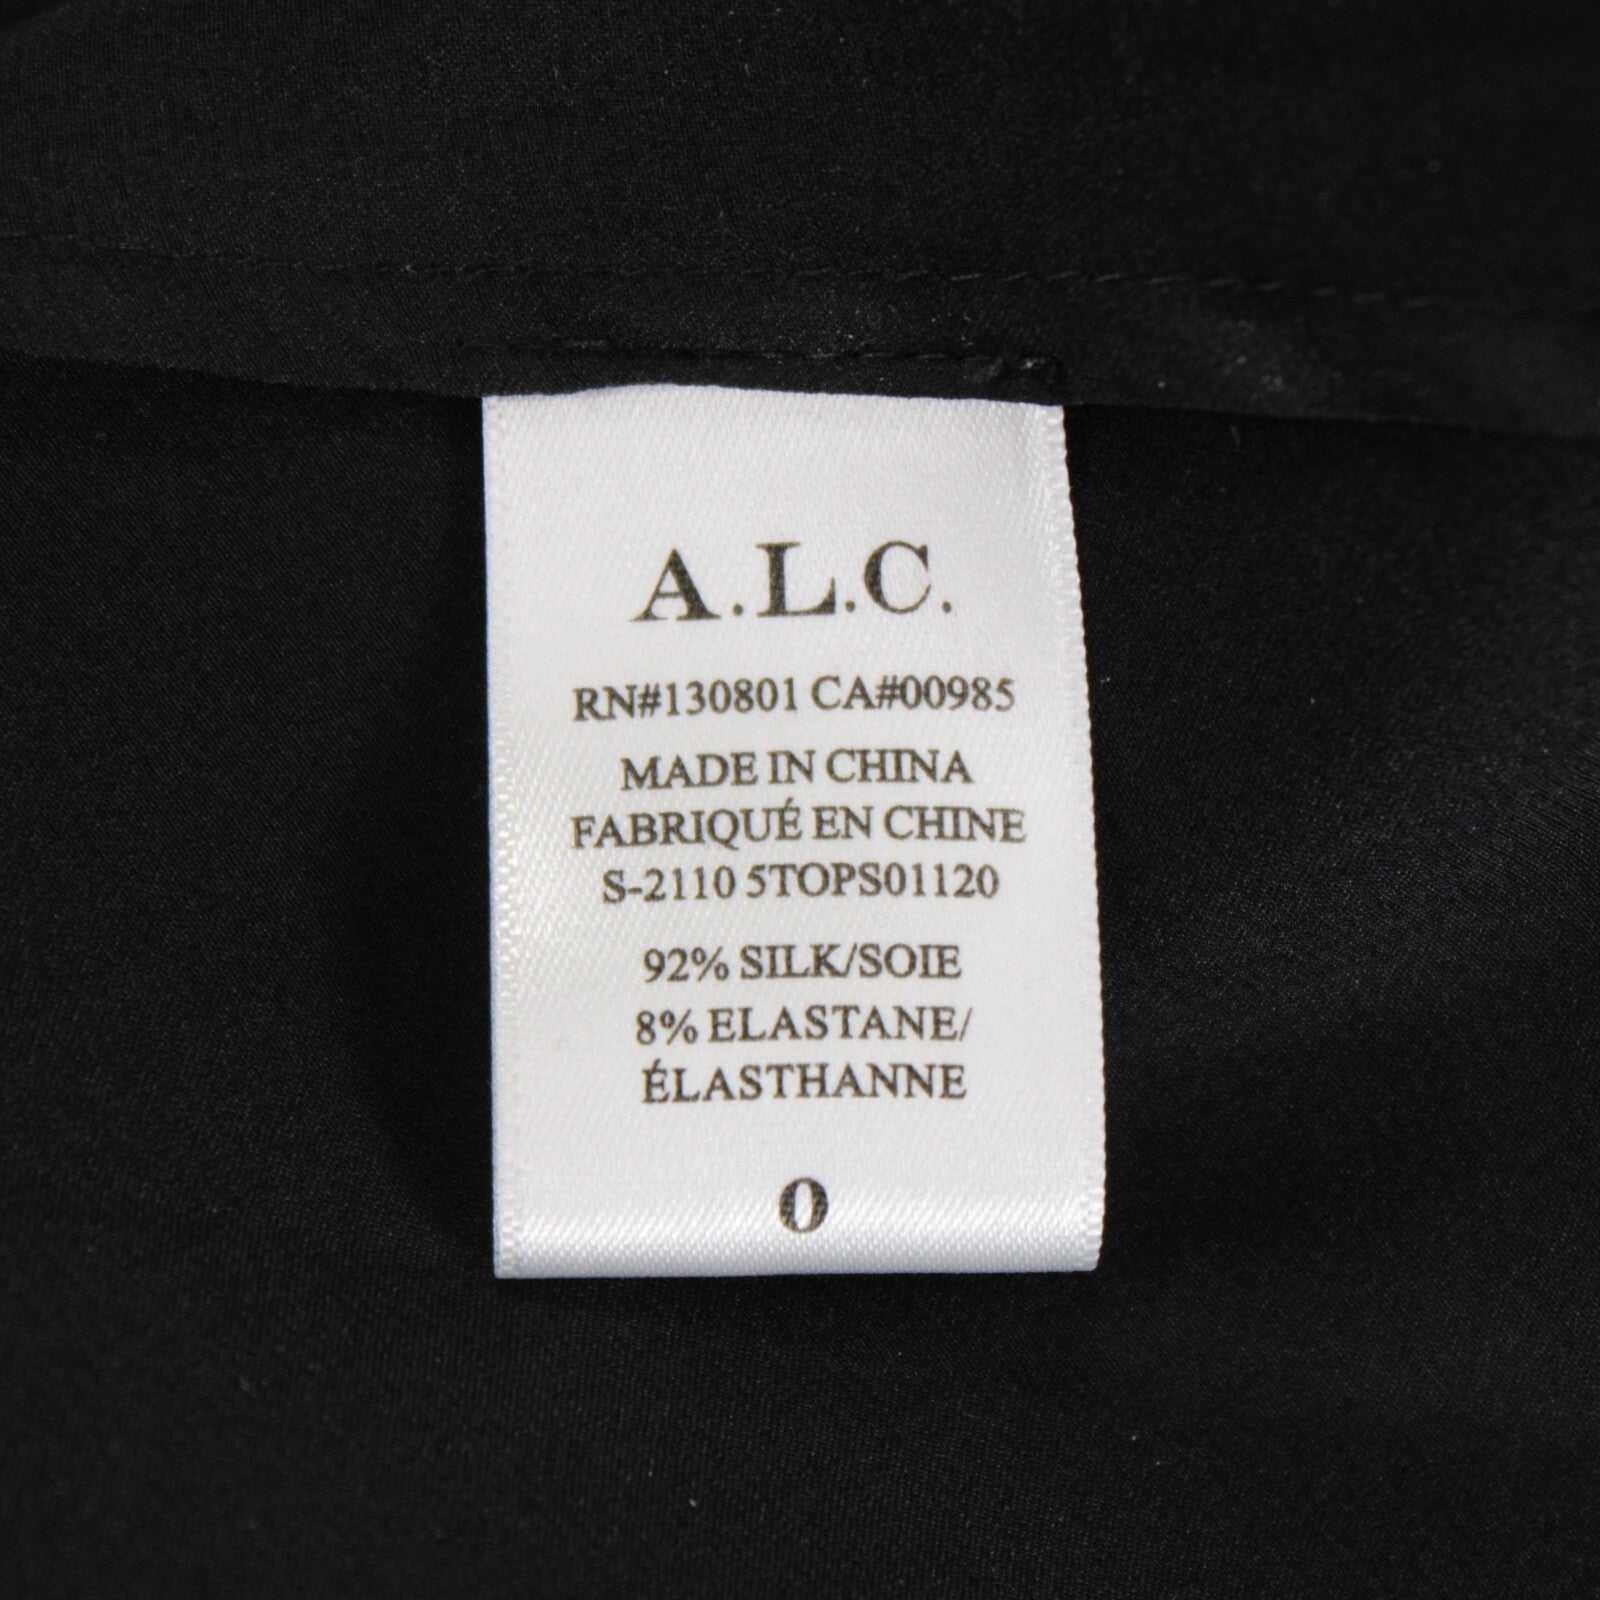 A.L.C.
RN#130801 CA#00985
MADE IN CHINA
FABRIQUÉ EN CHINE
S-2110 5TOPS01120
92% SILK/SOIE
8% ELASTANE/
ÉLASTHANNE
0